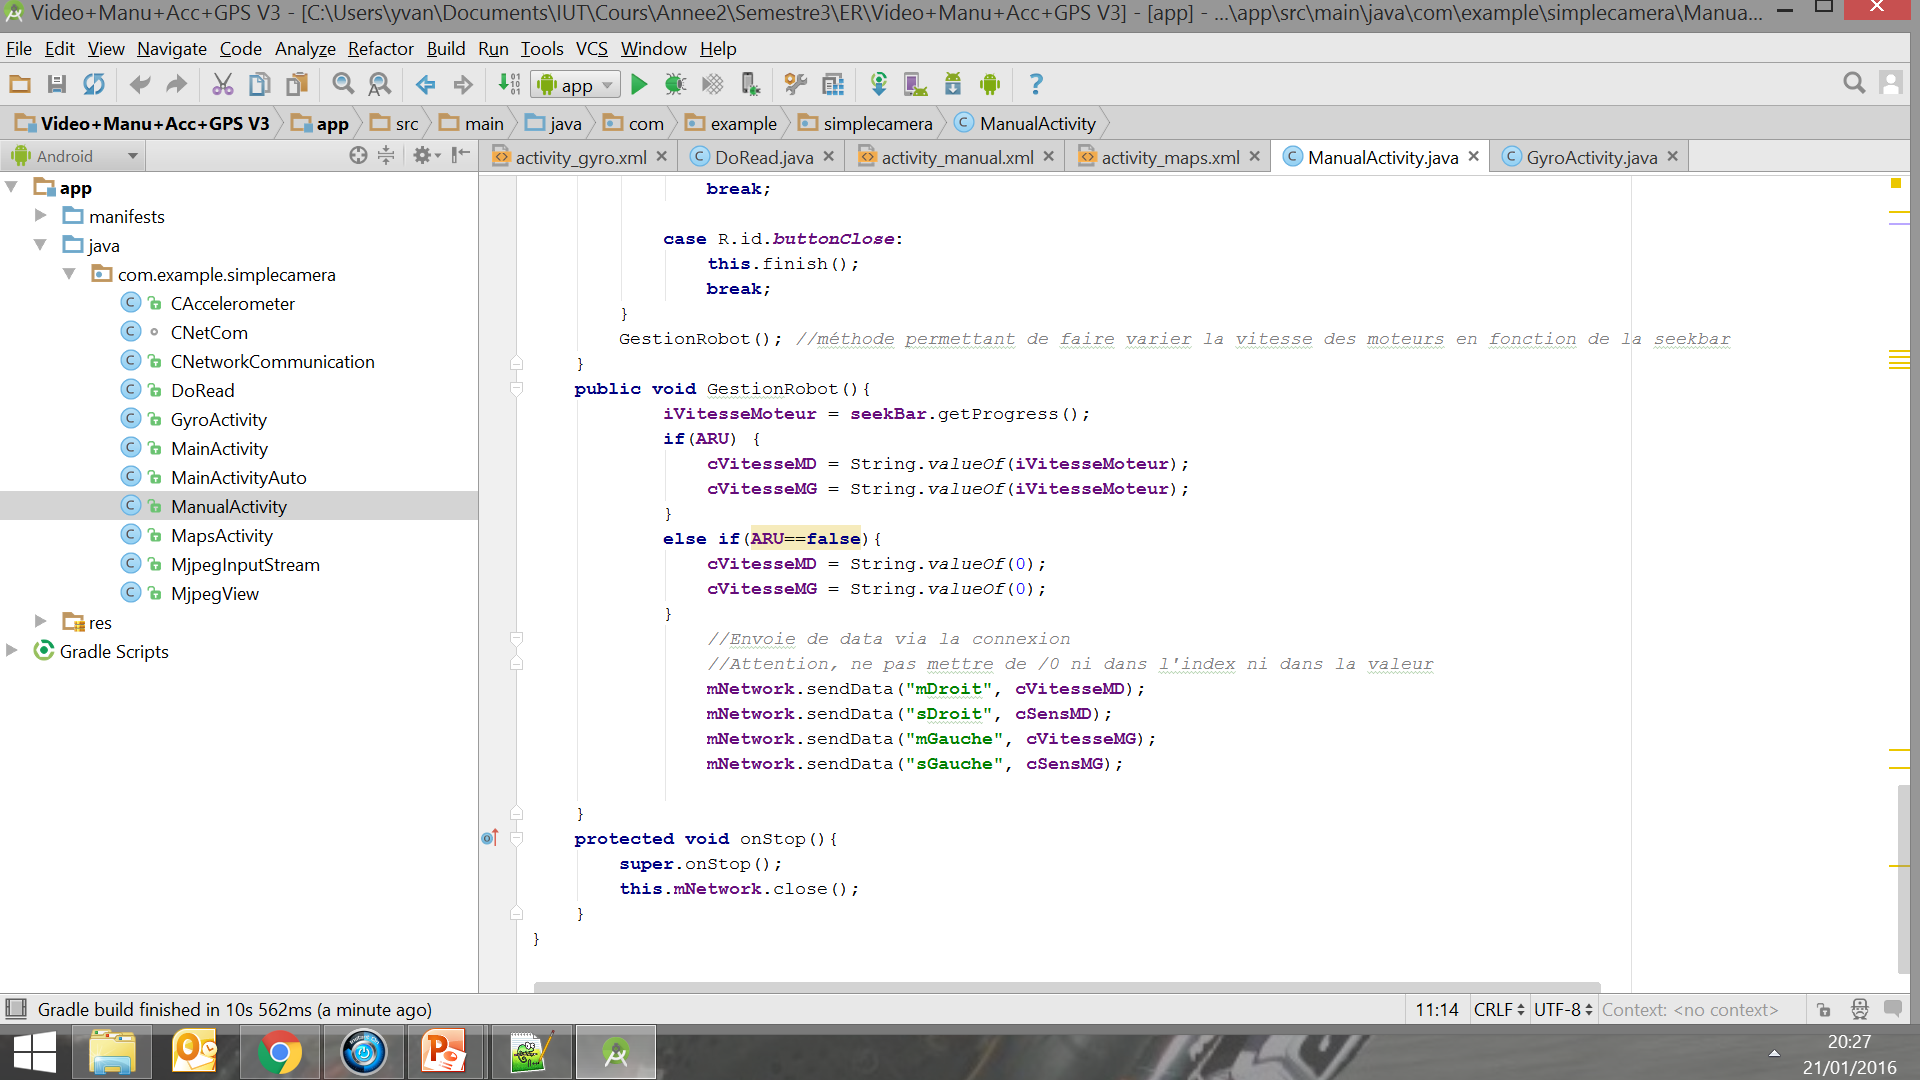 Video+Manu+Acc+GPS V3 - [C:\Users\yvan\Documents\IUT\Cours\Annee2\Semestre3\ER\Video+Manu+Acc+GPS V3] - [app] - ...\app\src\main\java\com\example\simplecamera\Manua...
File Edit View Navigate Code Analyze Refactor Build Run Tools VCS Window Help
app
Video+Manu+Acc+GPS V3 app src main java com example simplecamera ManualActivity
Android
activity_gyro.xml DoRead.java activity_manual.xml activity_maps.xml ManualActivity.java GyroActivity.java
app
manifests
java
com.example.simplecamera
CAccelerometer
CNetCom
CNetworkCommunication
DoRead
GyroActivity
MainActivity
MainActivityAuto
ManualActivity
MapsActivity
MjpegInputStream
MjpegView
res
Gradle Scripts
break;
case R.id.buttonClose:
this.finish();
break;
}
GestionRobot(); //méthode permettant de faire varier la vitesse des moteurs en fonction de la seekbar
}
public void GestionRobot(){
iVitesseMoteur = seekBar.getProgress();
if(ARU) {
cVitesseMD = String.valueOf(iVitesseMoteur);
cVitesseMG = String.valueOf(iVitesseMoteur);
}
else if(ARU==false){
cVitesseMD = String.valueOf(0);
cVitesseMG = String.valueOf(0);
}
//Envoie de data via la connexion
//Attention, ne pas mettre de /0 ni dans l'index ni dans la valeur
mNetwork.sendData("mDroit", cVitesseMD);
mNetwork.sendData("sDroit", cSensMD);
mNetwork.sendData("mGauche", cVitesseMG);
mNetwork.sendData("sGauche", cSensMG);
}
protected void onStop(){
super.onStop();
this.mNetwork.close();
}
}
Gradle build finished in 10s 562ms (a minute ago)
11:14 CRLF UTF-8 Context: <no context>
20:27
21/01/2016